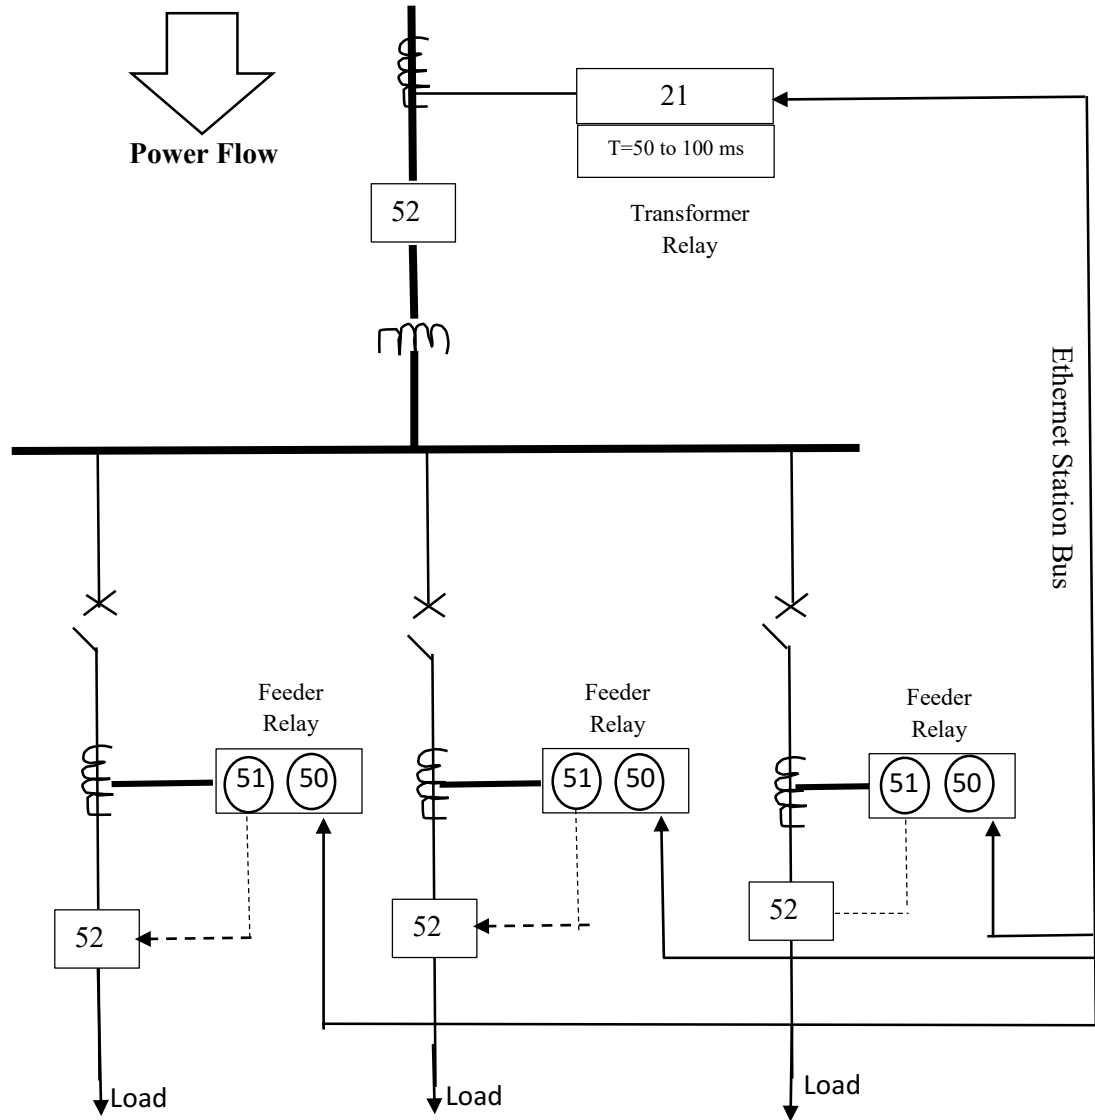 Power Flow
21
T=50 to 100 ms
Transformer
Relay
52
Ethernet Station Bus
Feeder
Relay
51 50
Feeder
Relay
51 50
Feeder
Relay
51 50
52
52
52
Load
Load
Load